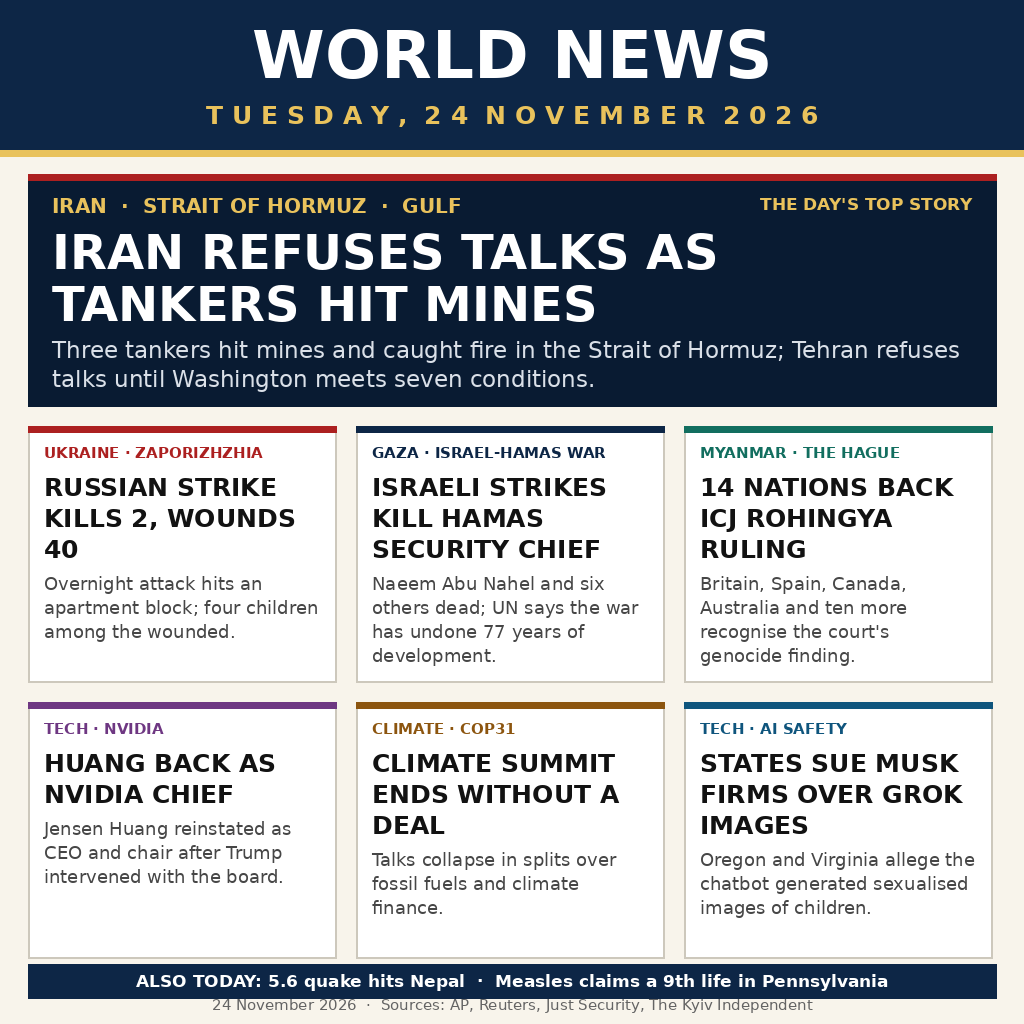 WORLD NEWS
TUESDAY, 24 NOVEMBER 2026
IRAN · STRAIT OF HORMUZ · GULF
THE DAY'S TOP STORY
IRAN REFUSES TALKS AS
TANKERS HIT MINES
Three tankers hit mines and caught fire in the Strait of Hormuz; Tehran refuses
talks until Washington meets seven conditions.
UKRAINE · ZAPORIZHZHIA
RUSSIAN STRIKE
KILLS 2, WOUNDS
40
Overnight attack hits an
apartment block; four children
among the wounded.
GAZA · ISRAEL-HAMAS WAR
ISRAELI STRIKES
KILL HAMAS
SECURITY CHIEF
Naeem Abu Nahel and six
others dead; UN says the war
has undone 77 years of
development.
MYANMAR · THE HAGUE
14 NATIONS BACK
ICJ ROHINGYA
RULING
Britain, Spain, Canada,
Australia and ten more
recognise the court's
genocide finding.
TECH · NVIDIA
HUANG BACK AS
NVIDIA CHIEF
Jensen Huang reinstated as
CEO and chair after Trump
intervened with the board.
CLIMATE · COP31
CLIMATE SUMMIT
ENDS WITHOUT A
DEAL
Talks collapse in splits over
fossil fuels and climate
finance.
TECH · AI SAFETY
STATES SUE MUSK
FIRMS OVER GROK
IMAGES
Oregon and Virginia allege the
chatbot generated sexualised
images of children.
ALSO TODAY: 5.6 quake hits Nepal · Measles claims a 9th life in Pennsylvania
24 November 2026 · Sources: AP, Reuters, Just Security, The Kyiv Independent